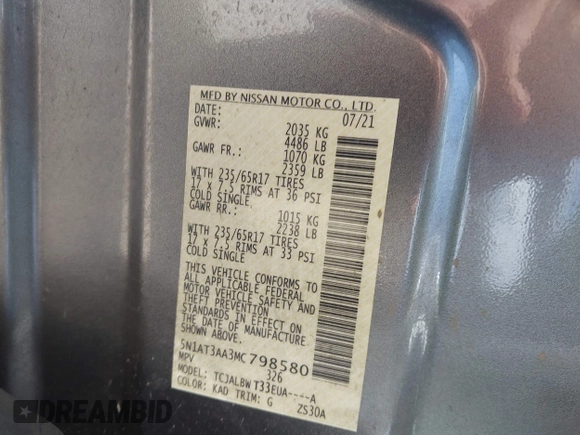 MFD BY NISSAN MOTOR CO., LTD.
DATE: 07/21
GVWR: 2035 KG
4486 LB
GAWR FR.: 1070 KG
2359 LB
WITH 235/65R17 TIRES
17 x 7.5 RIMS AT 36 PSI
COLD SINGLE
GAWR RR.: 1015 KG
2238 LB
WITH 235/65R17 TIRES
17 x 7.5 RIMS AT 33 PSI
COLD SINGLE
THIS VEHICLE CONFORMS TO
ALL APPLICABLE FEDERAL
MOTOR VEHICLE SAFETY AND
THEFT PREVENTION
STANDARDS IN EFFECT ON
THE DATE OF MANUFACTURE
SHOWN ABOVE.
5N1AT3AA3MC798580
MPV 326
MODEL: TCJALBWT33EUA----A
COLOR: KAD TRIM: G ZS30A
DREAMBID